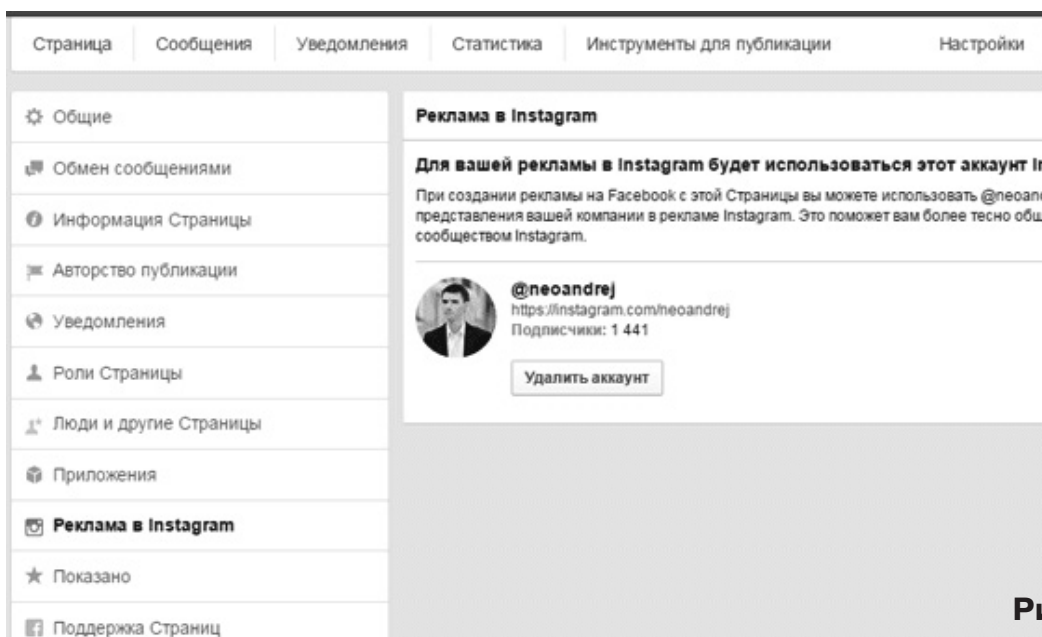 Страница Сообщения Уведомления Статистика Инструменты для публикации Настройки
Общие
Обмен сообщениями
Информация Страницы
Авторство публикации
Уведомления
Роли Страницы
Люди и другие Страницы
Приложения
Реклама в Instagram
Показано
Поддержка Страниц
Реклама в Instagram
Для вашей рекламы в Instagram будет использоваться этот аккаунт
При создании рекламы на Facebook с этой Страницы вы можете использовать
представления вашей компании в рекламе Instagram. Это поможет вам более тесно
сообществом Instagram.
@neoandrej
https://instagram.com/neoandrej
Подписчики: 1 441
Удалить аккаунт